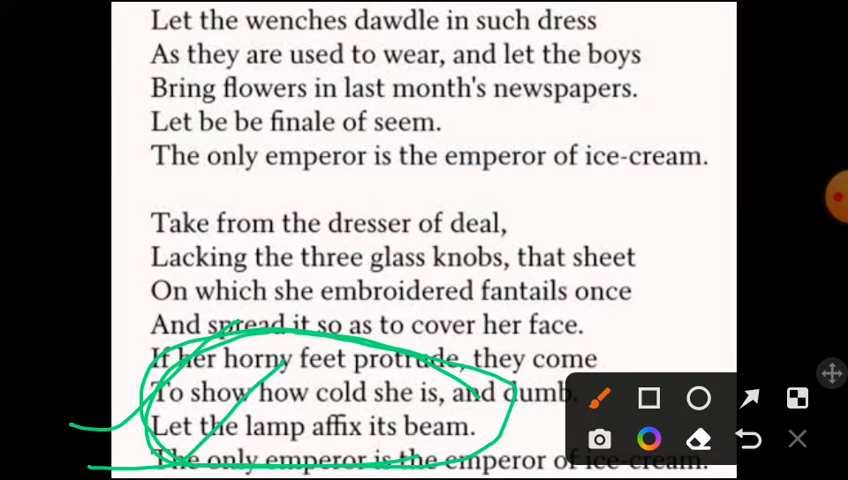 Let the wenches dawdle in such dress
As they are used to wear, and let the boys
Bring flowers in last month's newspapers.
Let be be finale of seem.
The only emperor is the emperor of ice-cream.
Take from the dresser of deal,
Lacking the three glass knobs, that sheet
On which she embroidered fantails once
And spread it so as to cover her face.
If her horny feet protrude, they come
To show how cold she is, and dumb.
Let the lamp affix its beam.
The only emperor is the emperor of ice-cream.